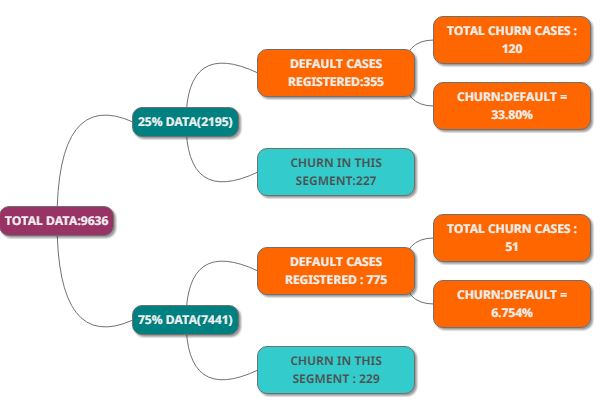 TOTAL DATA:9636
25% DATA(2195)
DEFAULT CASES
REGISTERED:355
TOTAL CHURN CASES :
120
CHURN:DEFAULT =
33.80%
CHURN IN THIS
SEGMENT:227
75% DATA(7441)
DEFAULT CASES
REGISTERED : 775
TOTAL CHURN CASES :
51
CHURN:DEFAULT =
6.754%
CHURN IN THIS
SEGMENT : 229